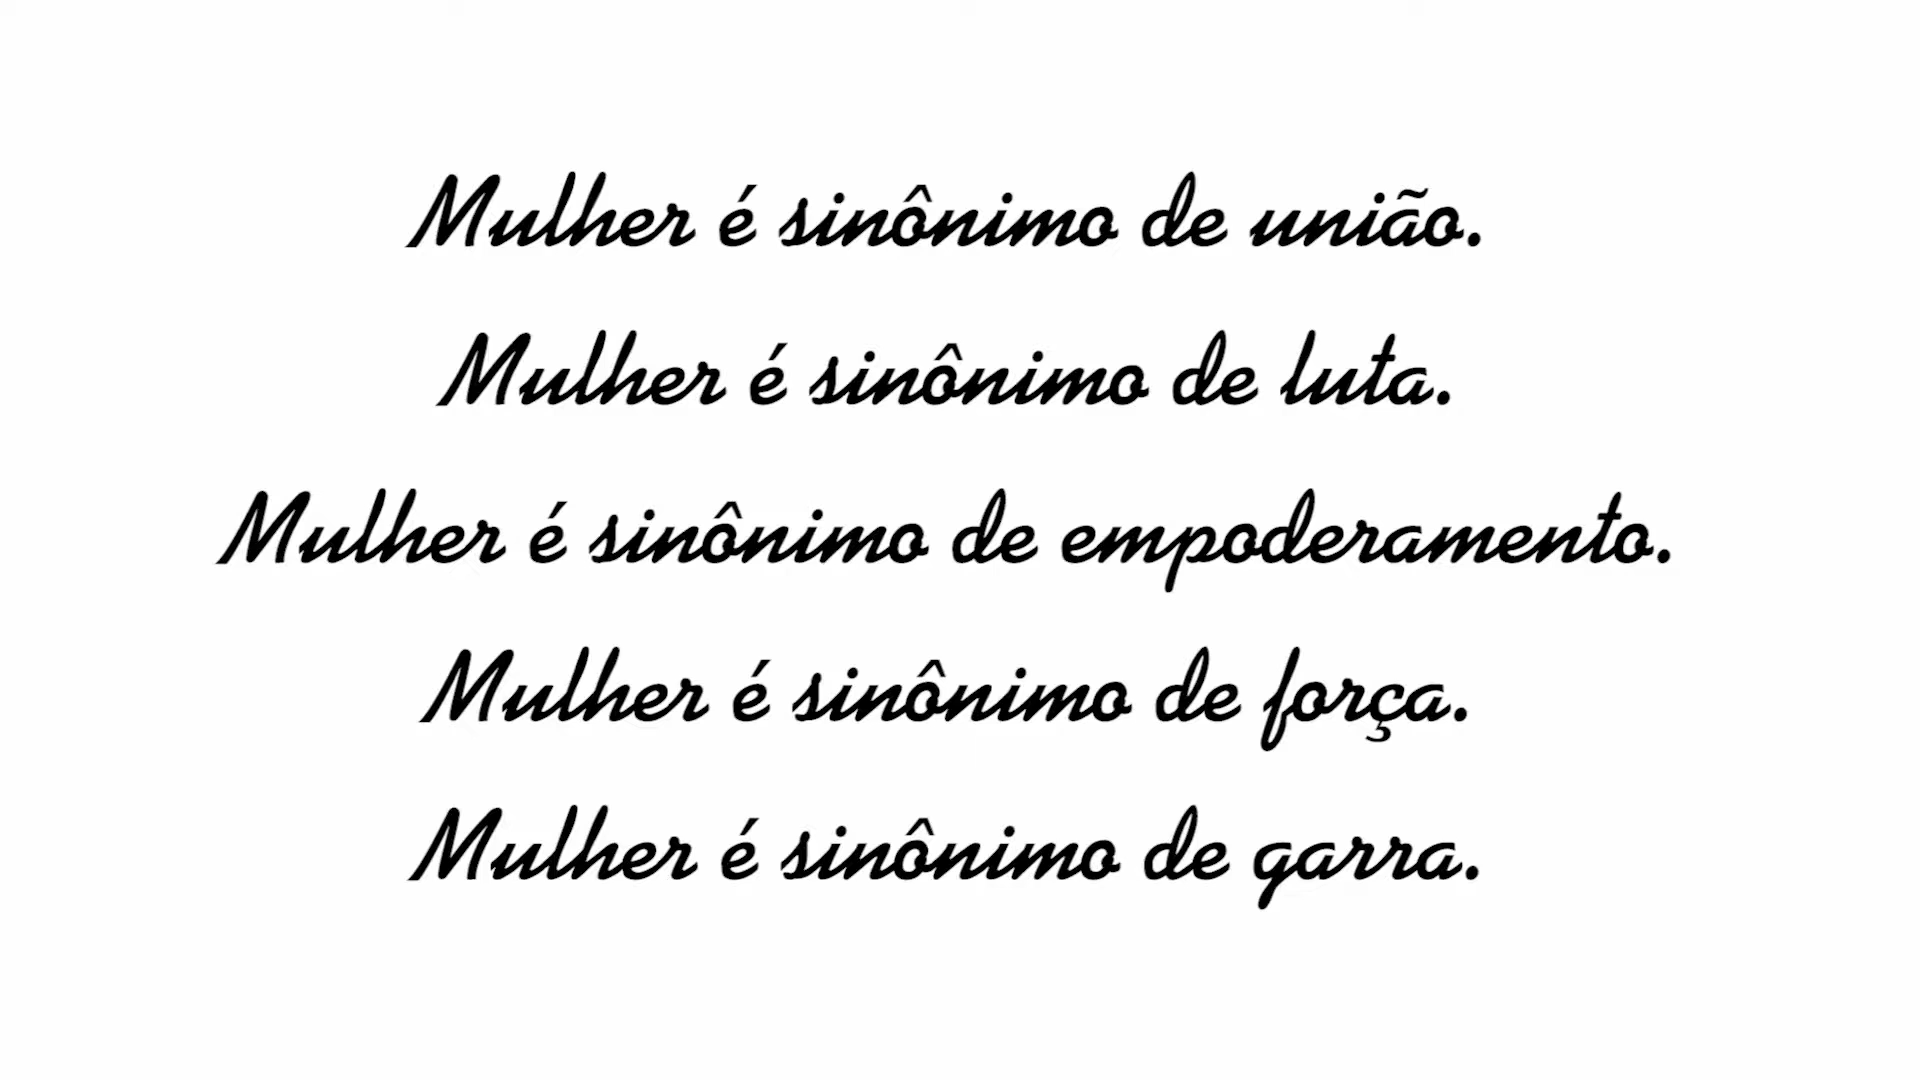 Mulher é sinônimo de união.
Mulher é sinônimo de luta.
Mulher é sinônimo de empoderamento.
Mulher é sinônimo de força.
Mulher é sinônimo de garra.